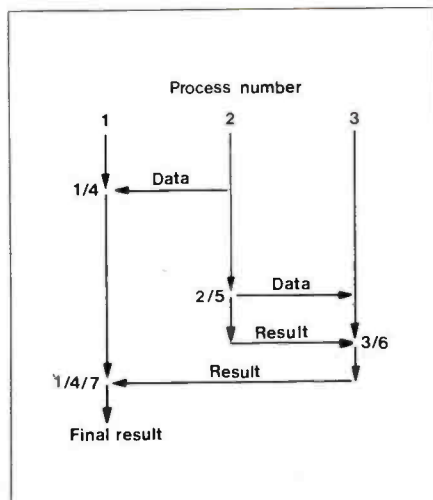 Process number
1 2 3
Data
1/4
Data
2/5
Result
3/6
Result
1/4/7
Final result